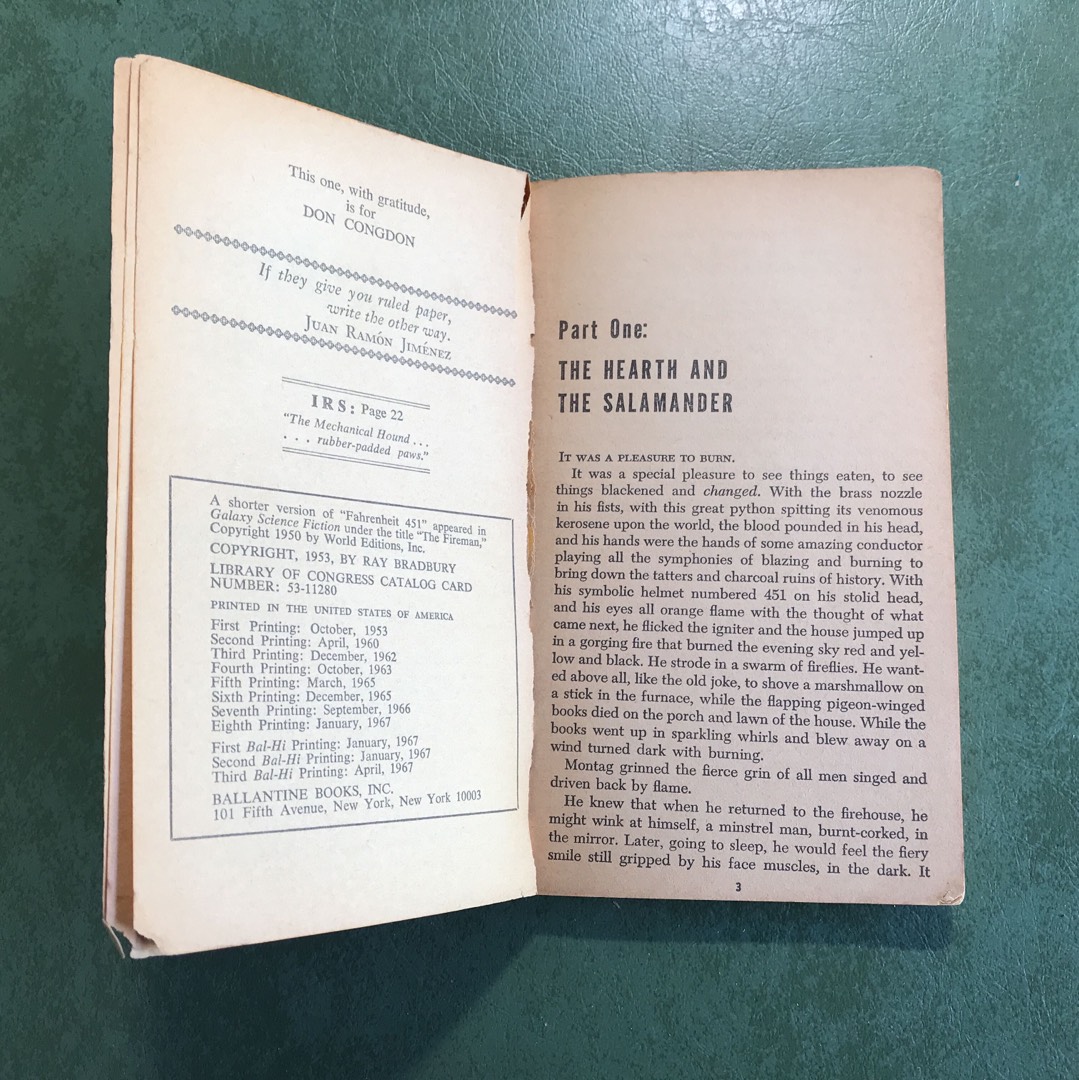 This one, with gratitude,
is for
DON CONGDON
If they give you ruled paper,
write the other way.
JUAN RAMÓN JIMÉNEZ
IRS: Page 22
"The Mechanical Hound . . .
. . . rubber-padded paws."
A shorter version of "Fahrenheit 451" appeared in
Galaxy Science Fiction under the title "The Fireman,"
Copyright 1950 by World Editions, Inc.
COPYRIGHT, 1953, BY RAY BRADBURY
LIBRARY OF CONGRESS CATALOG CARD
NUMBER: 53-11280
PRINTED IN THE UNITED STATES OF AMERICA
First Printing: October, 1953
Second Printing: April, 1960
Third Printing: December, 1962
Fourth Printing: October, 1963
Fifth Printing: March, 1965
Sixth Printing: December, 1965
Seventh Printing: September, 1966
Eighth Printing: January, 1967
First Bal-Hi Printing: January, 1967
Second Bal-Hi Printing: January, 1967
Third Bal-Hi Printing: April, 1967
BALLANTINE BOOKS, INC.
101 Fifth Avenue, New York, New York 10003
Part One:
THE HEARTH AND
THE SALAMANDER
IT WAS A PLEASURE TO BURN.
It was a special pleasure to see things eaten, to see
things blackened and changed. With the brass nozzle
in his fists, with this great python spitting its venomous
kerosene upon the world, the blood pounded in his head,
and his hands were the hands of some amazing conductor
playing all the symphonies of blazing and burning to
bring down the tatters and charcoal ruins of history. With
his symbolic helmet numbered 451 on his stolid head,
and his eyes all orange flame with the thought of what
came next, he flicked the igniter and the house jumped up
in a gorging fire that burned the evening sky red and yel-
low and black. He strode in a swarm of fireflies. He want-
ed above all, like the old joke, to shove a marshmallow on
a stick in the furnace, while the flapping pigeon-winged
books died on the porch and lawn of the house. While the
books went up in sparkling whirls and blew away on a
wind turned dark with burning.
Montag grinned the fierce grin of all men singed and
driven back by flame.
He knew that when he returned to the firehouse, he
might wink at himself, a minstrel man, burnt-corked, in
the mirror. Later, going to sleep, he would feel the fiery
smile still gripped by his face muscles, in the dark. It
3